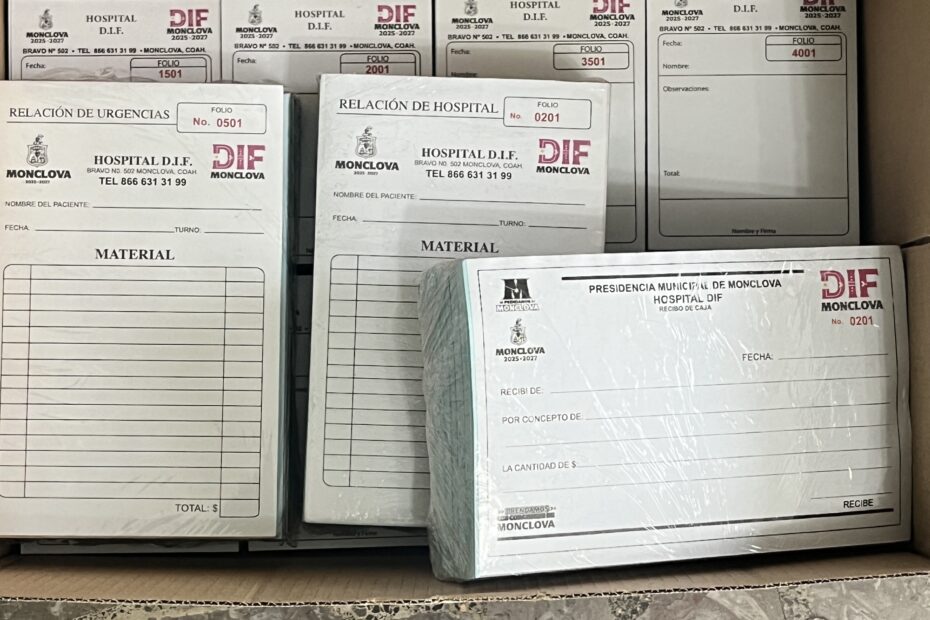 MONCLOVA
2025-2027
HOSPITAL
D.I.F.
DIF
MONCLOVA
BRAVO Nº 502 • TEL. 866 631 31 99 • MONCLOVA, COAH.
Fecha:
FOLIO
1501
MONCLOVA
2025-2027
HOSPITAL
D.I.F.
DIF
MONCLOVA
BRAVO Nº 502 • TEL. 866 631 31 99 • MONCLOVA, COAH.
Fecha:
FOLIO
2001
MONCLOVA
2025-2027
HOSPITAL
D.I.F.
DIF
MONCLOVA
BRAVO Nº 502 • TEL. 866 631 31 99 • MONCLOVA, COAH.
Fecha:
FOLIO
3501
Nombre:
MONCLOVA
2025-2027
D.I.F.
MONCLOVA
2025-2027
BRAVO Nº 502 • TEL. 866 631 31 99 • MONCLOVA, COAH.
Fecha:
FOLIO
4001
Nombre:
Observaciones:
Total:
Nombre y Firma
RELACIÓN DE URGENCIAS
FOLIO
No. 0501
MONCLOVA
2025-2027
HOSPITAL D.I.F.
BRAVO N0. 502 MONCLOVA, COAH.
TEL 866 631 31 99
DIF
MONCLOVA
NOMBRE DEL PACIENTE:
FECHA: TURNO:
MATERIAL
TOTAL: $
RELACIÓN DE HOSPITAL
FOLIO
No. 0201
MONCLOVA
2025-2027
HOSPITAL D.I.F.
BRAVO N0. 502 MONCLOVA, COAH.
TEL 866 631 31 99
DIF
MONCLOVA
NOMBRE DEL PACIENTE:
FECHA: TURNO:
MATERIAL
PRESIDENCIA MUNICIPAL DE MONCLOVA
HOSPITAL DIF
RECIBO DE CAJA
MONCLOVA
MONCLOVA
2025-2027
DIF
MONCLOVA
No. 0201
FECHA:
RECIBI DE:
POR CONCEPTO DE:
LA CANTIDAD DE $
RECIBE
MONCLOVA